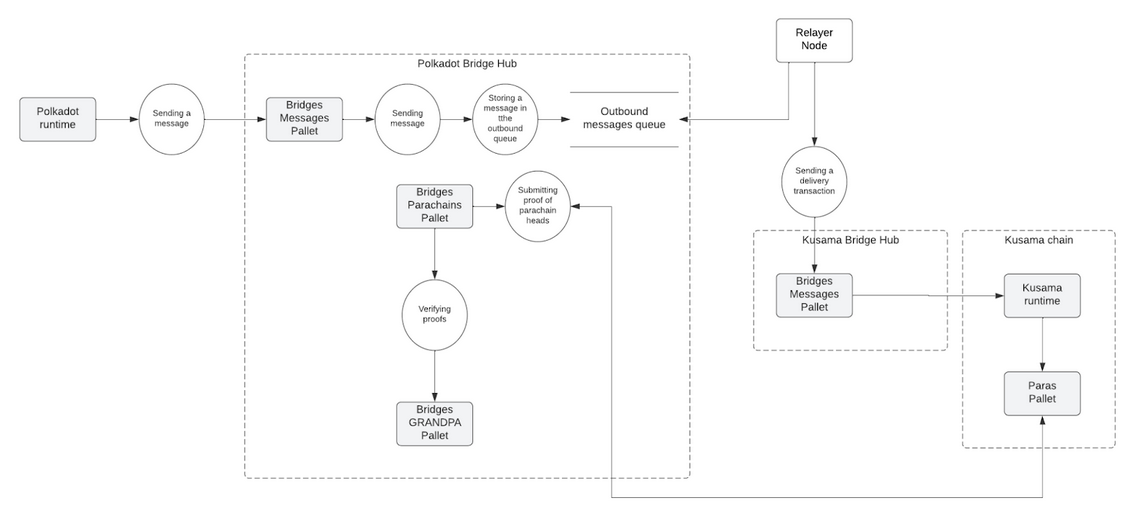 Relayer
Node
Polkadot Bridge Hub
Polkadot
runtime
Sending a
message
Bridges
Messages
Pallet
Sending
message
Storing a
message in
tthe
outbound
queue
Outbound
messages queue
Sending a
delivery
transaction
Bridges
Parachains
Pallet
Submitting
proof of
parachain
heads
Verifying
proofs
Bridges
GRANDPA
Pallet
Kusama Bridge Hub
Bridges
Messages
Pallet
Kusama chain
Kusama
runtime
Paras
Pallet